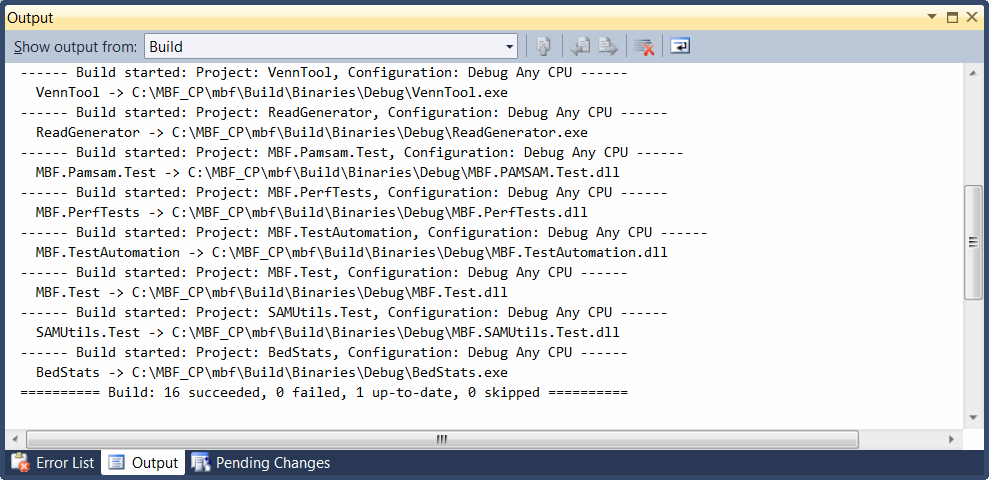 Output
Show output from: Build
------ Build started: Project: VennTool, Configuration: Debug Any CPU ------
VennTool -> C:\MBF_CP\mbf\Build\Binaries\Debug\VennTool.exe
------ Build started: Project: ReadGenerator, Configuration: Debug Any CPU ------
ReadGenerator -> C:\MBF_CP\mbf\Build\Binaries\Debug\ReadGenerator.exe
------ Build started: Project: MBF.Pamsam.Test, Configuration: Debug Any CPU ------
MBF.Pamsam.Test -> C:\MBF_CP\mbf\Build\Binaries\Debug\MBF.PAMSAM.Test.dll
------ Build started: Project: MBF.PerfTests, Configuration: Debug Any CPU ------
MBF.PerfTests -> C:\MBF_CP\mbf\Build\Binaries\Debug\MBF.PerfTests.dll
------ Build started: Project: MBF.TestAutomation, Configuration: Debug Any CPU ------
MBF.TestAutomation -> C:\MBF_CP\mbf\Build\Binaries\Debug\MBF.TestAutomation.dll
------ Build started: Project: MBF.Test, Configuration: Debug Any CPU ------
MBF.Test -> C:\MBF_CP\mbf\Build\Binaries\Debug\MBF.Test.dll
------ Build started: Project: SAMUtils.Test, Configuration: Debug Any CPU ------
SAMUtils.Test -> C:\MBF_CP\mbf\Build\Binaries\Debug\MBF.SAMUtils.Test.dll
------ Build started: Project: BedStats, Configuration: Debug Any CPU ------
BedStats -> C:\MBF_CP\mbf\Build\Binaries\Debug\BedStats.exe
========== Build: 16 succeeded, 0 failed, 1 up-to-date, 0 skipped ==========
Error List Output Pending Changes